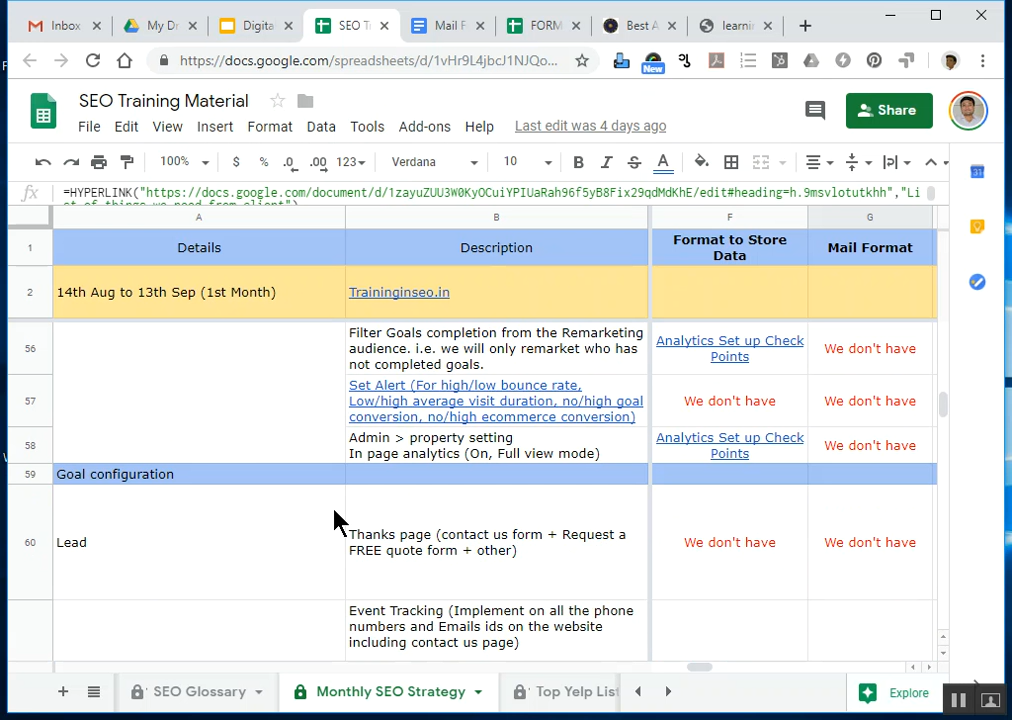 Inbox
My Dr
Digita
SEO T
Mail F
FORM
Best A
learnin
https://docs.google.com/spreadsheets/d/1vHr9L4jbcJ1NJQo...
New
SEO Training Material
Share
File Edit View Insert Format Data Tools Add-ons Help Last edit was 4 days ago
100% $ % .0 .00 123 Verdana 10 B I S A
31
fx =HYPERLINK("https://docs.google.com/document/d/1zayuZUU3W0KyOCuiYPIUaRah96f5yB8Fix29qdMdKhE/edit#heading=h.9msvlotutkhh","Li
st of things we need from client")
A B F G
1 Details Description Format to Store Mail Format
Data
2 14th Aug to 13th Sep (1st Month) Traininginseo.in
Filter Goals completion from the Remarketing
56 audience. i.e. we will only remarket who has Analytics Set up Check We don't have
not completed goals. Points
Set Alert (For high/low bounce rate,
57 Low/high average visit duration, no/high goal We don't have We don't have
conversion, no/high ecommerce conversion)
58 Admin > property setting Analytics Set up Check We don't have
In page analytics (On, Full view mode) Points
59 Goal configuration
60 Lead Thanks page (contact us form + Request a We don't have We don't have
FREE quote form + other)
Event Tracking (Implement on all the phone
numbers and Emails ids on the website
including contact us page)
SEO Glossary Monthly SEO Strategy Top Yelp List Explore